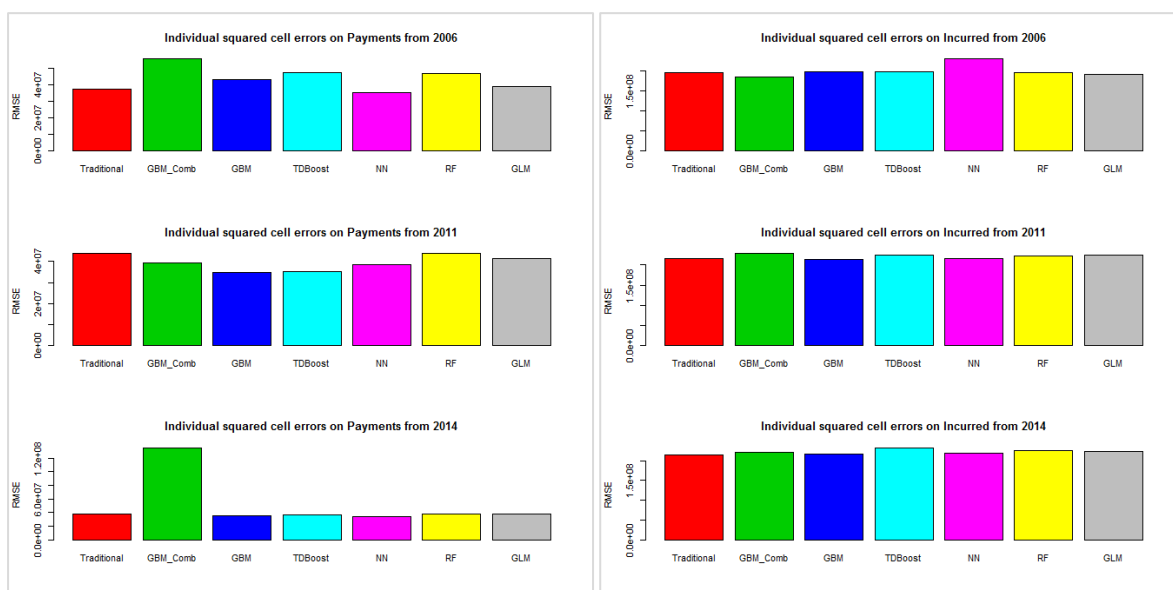 Individual squared cell errors on Payments from 2006
RMSE
0e+00 2e+07 4e+07
Traditional GBM_Comb GBM TDBoost NN RF GLM
Individual squared cell errors on Payments from 2011
RMSE
0e+00 2e+07 4e+07
Traditional GBM_Comb GBM TDBoost NN RF GLM
Individual squared cell errors on Payments from 2014
RMSE
0.0e+00 6.0e+07 1.2e+08
Traditional GBM_Comb GBM TDBoost NN RF GLM
Individual squared cell errors on Incurred from 2006
RMSE
0.0e+00 1.5e+08
Traditional GBM_Comb GBM TDBoost NN RF GLM
Individual squared cell errors on Incurred from 2011
RMSE
0.0e+00 1.5e+08
Traditional GBM_Comb GBM TDBoost NN RF GLM
Individual squared cell errors on Incurred from 2014
RMSE
0.0e+00 1.5e+08
Traditional GBM_Comb GBM TDBoost NN RF GLM